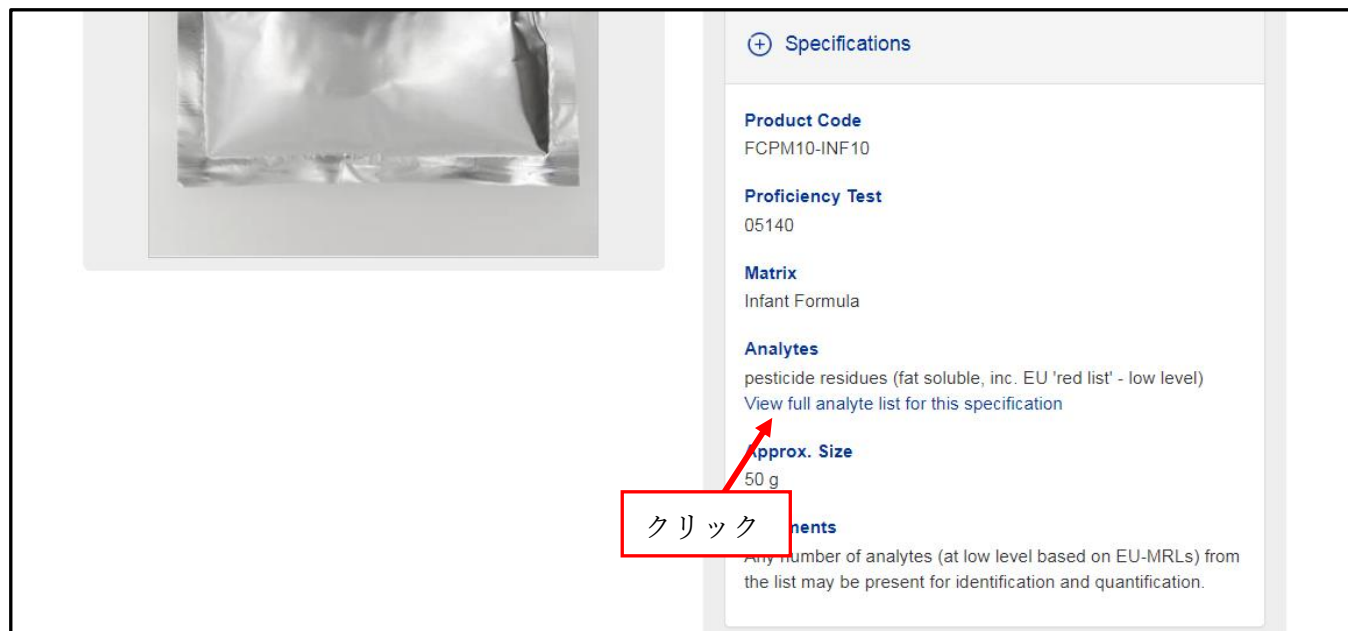 Specifications
Product Code
FCPM10-INF10
Proficiency Test
05140
Matrix
Infant Formula
Analytes
pesticide residues (fat soluble, inc. EU 'red list' - low level)
View full analyte list for this specification
Approx. Size
50 g
クリック
ments
Any number of analytes (at low level based on EU-MRLs) from
the list may be present for identification and quantification.